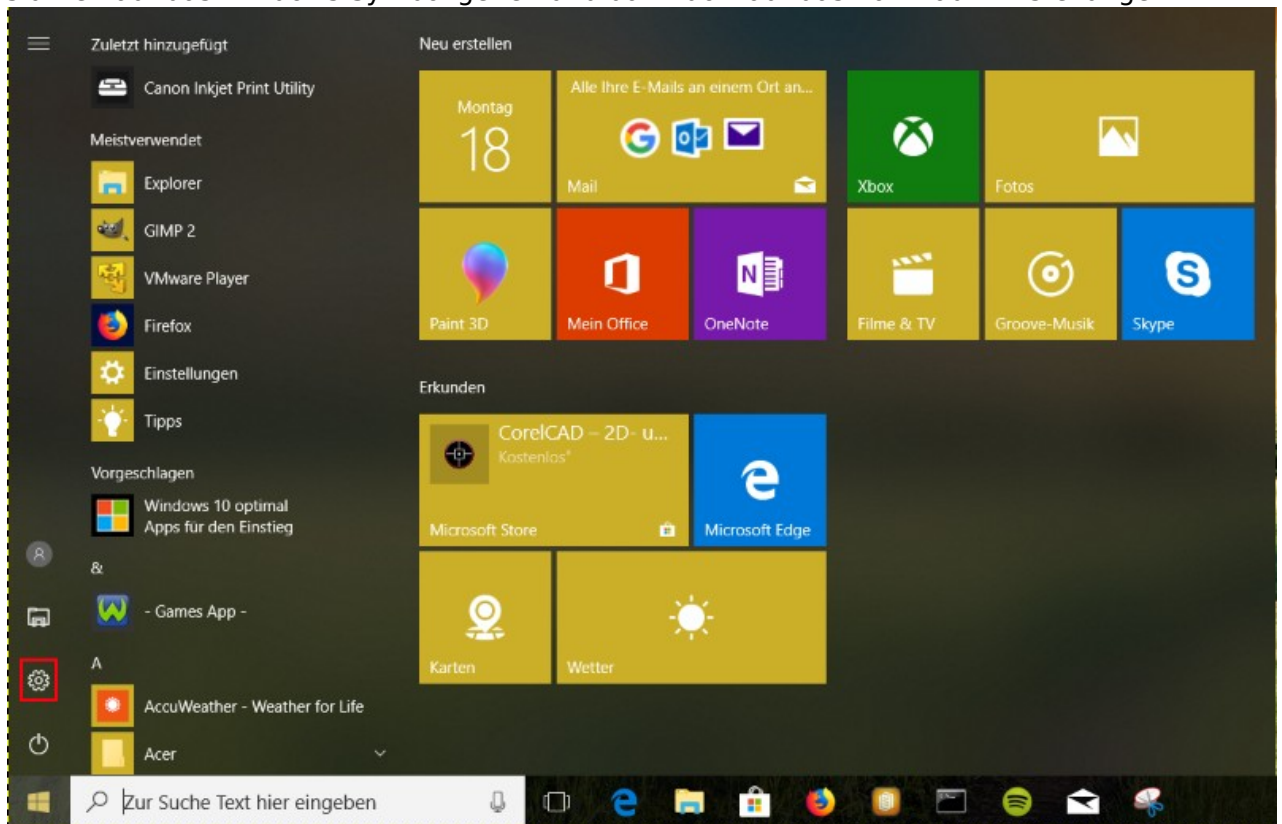 Zuletzt hinzugefügt
Canon Inkjet Print Utility
Meistverwendet
Explorer
GIMP 2
VMware Player
Firefox
Einstellungen
Tipps
Vorgeschlagen
Windows 10 optimal
Apps für den Einstieg
&
- Games App -
A
AccuWeather - Weather for Life
Acer
Neu erstellen
Montag
18
Alle Ihre E-Mails an einem Ort an...
Mail
Xbox
Fotos
Paint 3D
Mein Office
OneNote
Filme & TV
Groove-Musik
Skype
Erkunden
CorelCAD – 2D- u...
Kostenlos*
Microsoft Store
Microsoft Edge
Karten
Wetter
Zur Suche Text hier eingeben